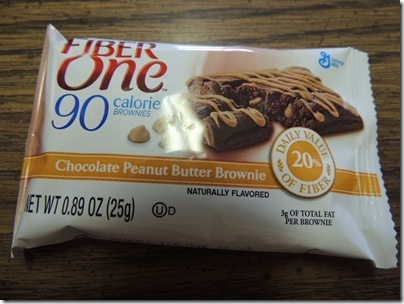 FIBER
One™
90 calorie
BROWNIES
Chocolate Peanut Butter Brownie
NATURALLY FLAVORED
DAILY VALUE
20%
OF FIBER
NET WT 0.89 OZ (25g)
U D
3g OF TOTAL FAT
PER BROWNIE
G